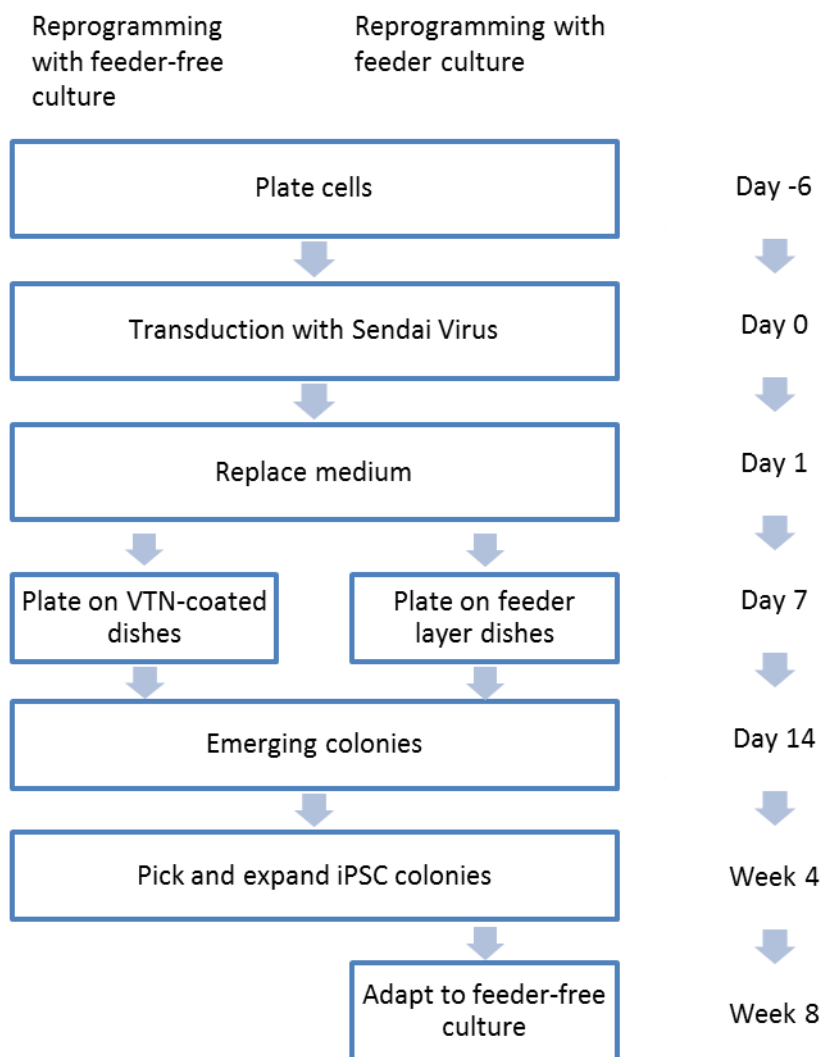 Reprogramming
with feeder-free
culture
Reprogramming with
feeder culture
Plate cells
Day -6
Transduction with Sendai Virus
Day 0
Replace medium
Day 1
Plate on VTN-coated
dishes
Plate on feeder
layer dishes
Day 7
Emerging colonies
Day 14
Pick and expand iPSC colonies
Week 4
Adapt to feeder-free
culture
Week 8